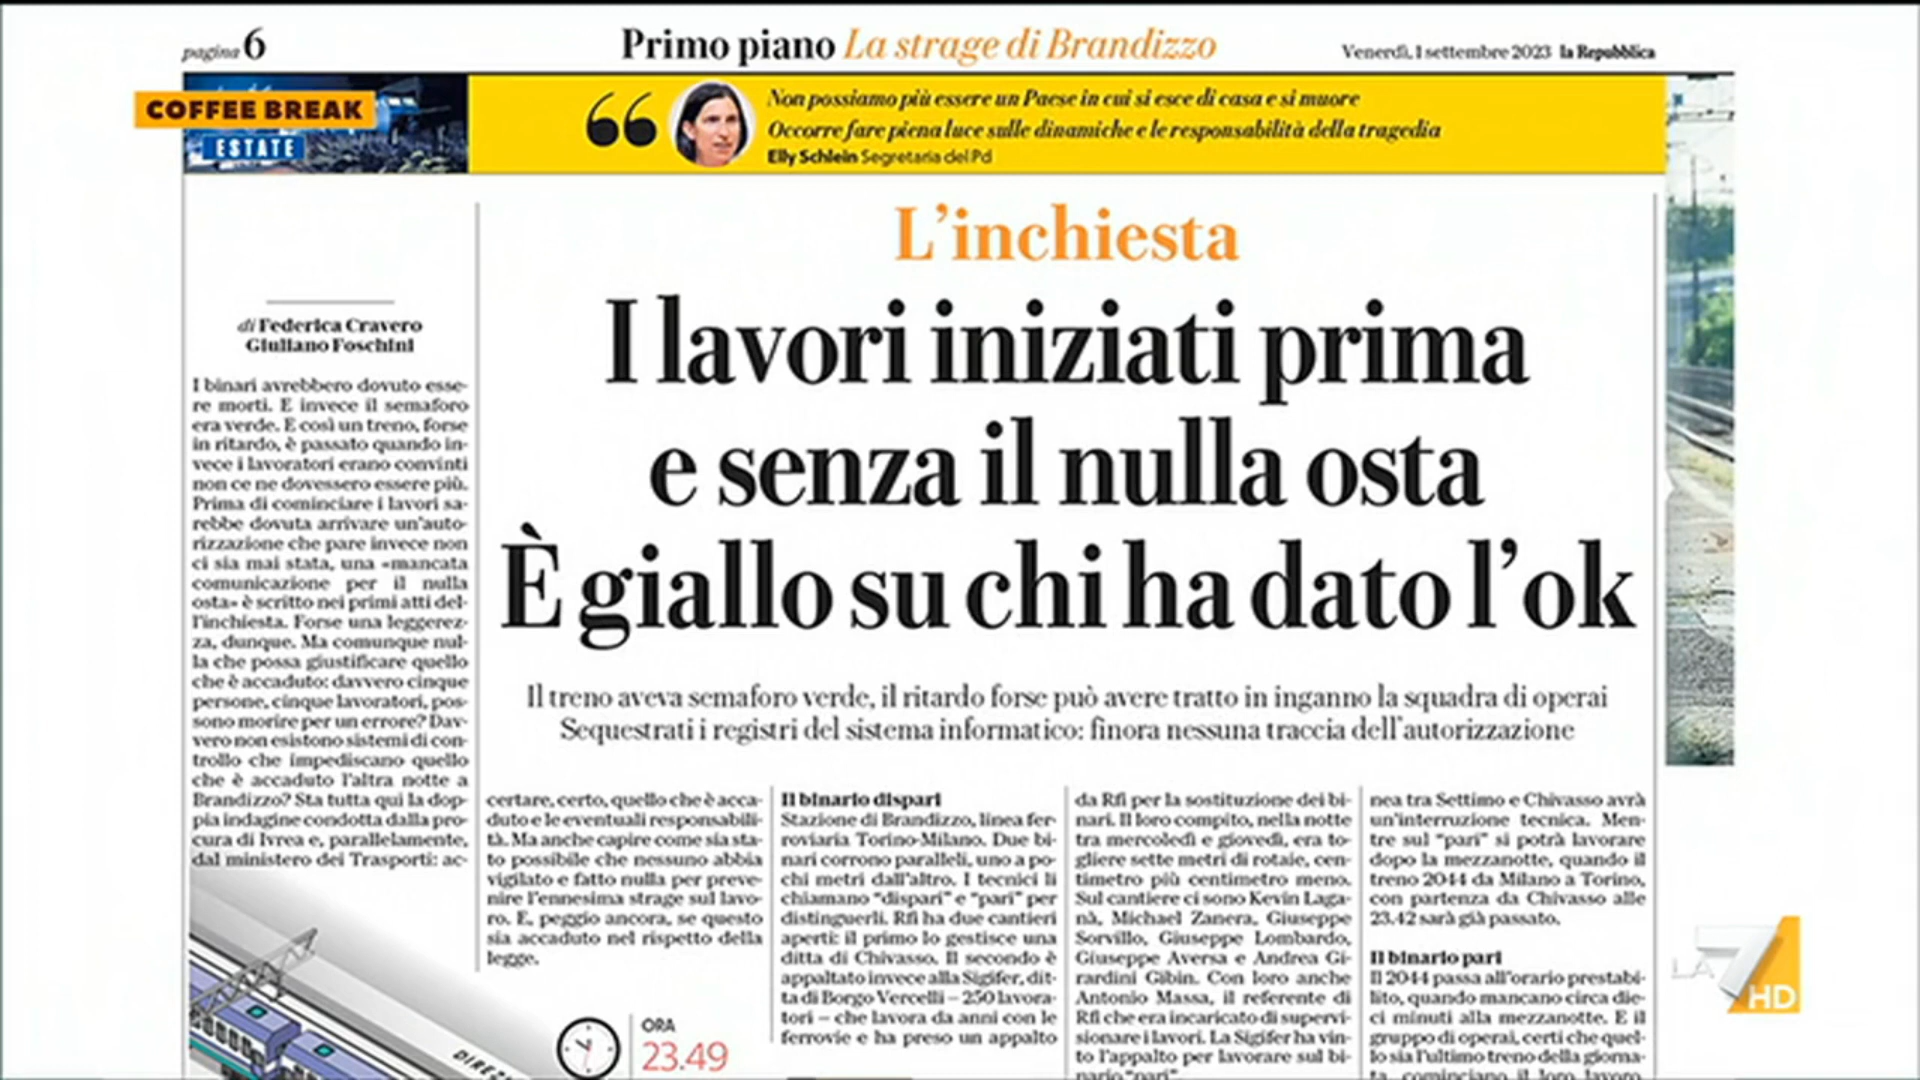 pagina 6
Primo piano La strage di Brandizzo
Venerdì, 1 settembre 2023 la Repubblica
COFFEE BREAK
ESTATE
Non possiamo più essere un Paese in cui si esce di casa e si muore
Occorre fare piena luce sulle dinamiche e le responsabilità della tragedia
Elly Schlein Segretaria del Pd
L'inchiesta
I lavori iniziati prima
e senza il nulla osta
È giallo su chi ha dato l'ok
Il treno aveva semaforo verde, il ritardo forse può avere tratto in inganno la squadra di operai
Sequestrati i registri del sistema informatico: finora nessuna traccia dell'autorizzazione
di Federica Cravero
Giuliano Foschini
I binari avrebbero dovuto esse-
re morti. E invece il semaforo
era verde. E così un treno, forse
in ritardo, è passato quando in-
vece i lavoratori erano convinti
non ce ne dovessero essere più.
Prima di cominciare i lavori sa-
rebbe dovuta arrivare un'auto-
rizzazione che pare invece non
ci sia mai stata, una «mancata
comunicazione per il nulla
osta» è scritto nei primi atti del-
l'inchiesta. Forse una leggerez-
za, dunque. Ma comunque nul-
la che possa giustificare quello
che è accaduto: davvero cinque
persone, cinque lavoratori, pos-
sono morire per un errore? Dav-
vero non esistono sistemi di con-
trollo che impediscano quello
che è accaduto l'altra notte a
Brandizzo? Sta tutta qui la dop-
pia indagine condotta dalla pro-
cura di Ivrea e, parallelamente,
dal ministero dei Trasporti: ac-
certare, certo, quello che è acca-
duto e le eventuali responsabili-
tà. Ma anche capire come sia sta-
to possibile che nessuno abbia
vigilato e fatto nulla per preve-
nire l'ennesima strage sul lavo-
ro. E, peggio ancora, se questo
sia accaduto nel rispetto della
legge.
Il binario dispari
Stazione di Brandizzo, linea fer-
roviaria Torino-Milano. Due bi-
nari corrono paralleli, uno a po-
chi metri dall'altro. I tecnici li
chiamano "dispari" e "pari" per
distinguerli. Rfi ha due cantieri
aperti: il primo lo gestisce una
ditta di Chivasso. Il secondo è
appaltato invece alla Sigifer, dit-
ta di Borgo Vercelli – 250 lavora-
tori – che lavora da anni con le
ferrovie e ha preso un appalto
da Rfi per la sostituzione dei bi-
nari. Il loro compito, nella notte
tra mercoledì e giovedì, era to-
gliere sette metri di rotaie, cen-
timetro più centimetro meno.
Sul cantiere ci sono Kevin Laga-
nà, Michael Zanera, Giuseppe
Sorvillo, Giuseppe Lombardo,
Giuseppe Aversa e Andrea Gi-
rardini Gibin. Con loro anche
Antonio Massa, il referente di
Rfi che era incaricato di supervi-
sionare i lavori. La Sigifer ha vin-
to l'appalto per lavorare sul bi-
nario "pari".
nea tra Settimo e Chivasso avrà
un'interruzione tecnica. Men-
tre sul "pari" si potrà lavorare
dopo la mezzanotte, quando il
treno 2044 da Milano a Torino,
con partenza da Chivasso alle
23.42 sarà già passato.
Il binario pari
Il 2044 passa all'orario prestabi-
lito, quando mancano circa die-
ci minuti alla mezzanotte. E il
gruppo di operai, certi che quel-
lo sia l'ultimo treno della giorna-
ta, cominciano il loro lavoro.
ORA
23.49
LA7
HD